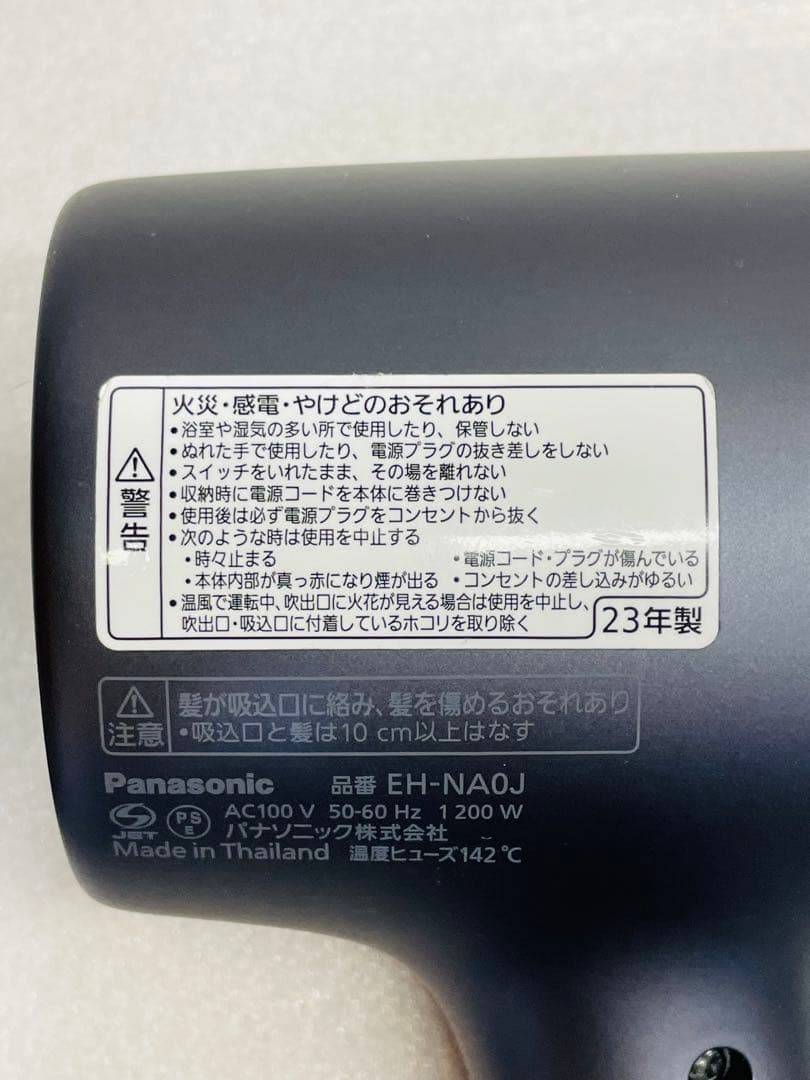 警告
火災・感電・やけどのおそれあり
・浴室や湿気の多い所で使用したり、保管しない
・ぬれた手で使用したり、電源プラグの抜き差しをしない
・スイッチをいれたまま、その場を離れない
・収納時に電源コードを本体に巻きつけない
・使用後は必ず電源プラグをコンセントから抜く
・次のような時は使用を中止する
・時々止まる ・電源コード・プラグが傷んでいる
・本体内部が真っ赤になり煙が出る ・コンセントの差し込みがゆるい
・温風で運転中、吹出口に火花が見える場合は使用を中止し、
吹出口・吸込口に付着しているホコリを取り除く
23年製
注意
髪が吸込口に絡み、髪を傷めるおそれあり
・吸込口と髪は10 cm以上はなす
Panasonic 品番 EH-NA0J
JET PS E AC100 V 50-60 Hz 1 200 W
パナソニック株式会社
Made in Thailand 温度ヒューズ142℃